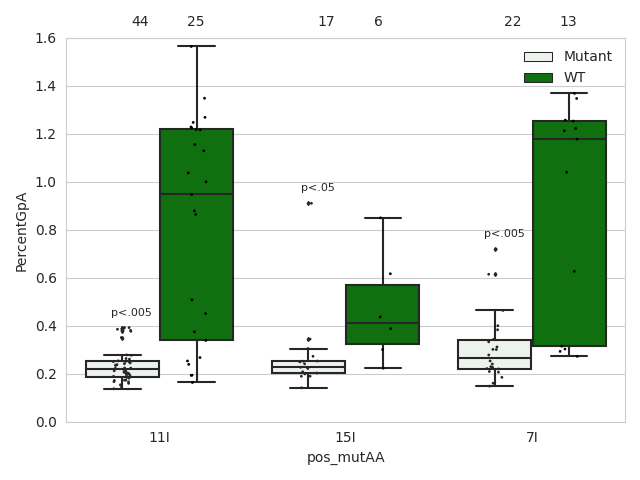 44 25 17 6 22 13
Mutant
WT
1.6
1.4
1.2
1.0
0.8
0.6
0.4
0.2
0.0
PercentGpA
p<.005
p<.05
p<.005
11I 15I 7I
pos_mutAA